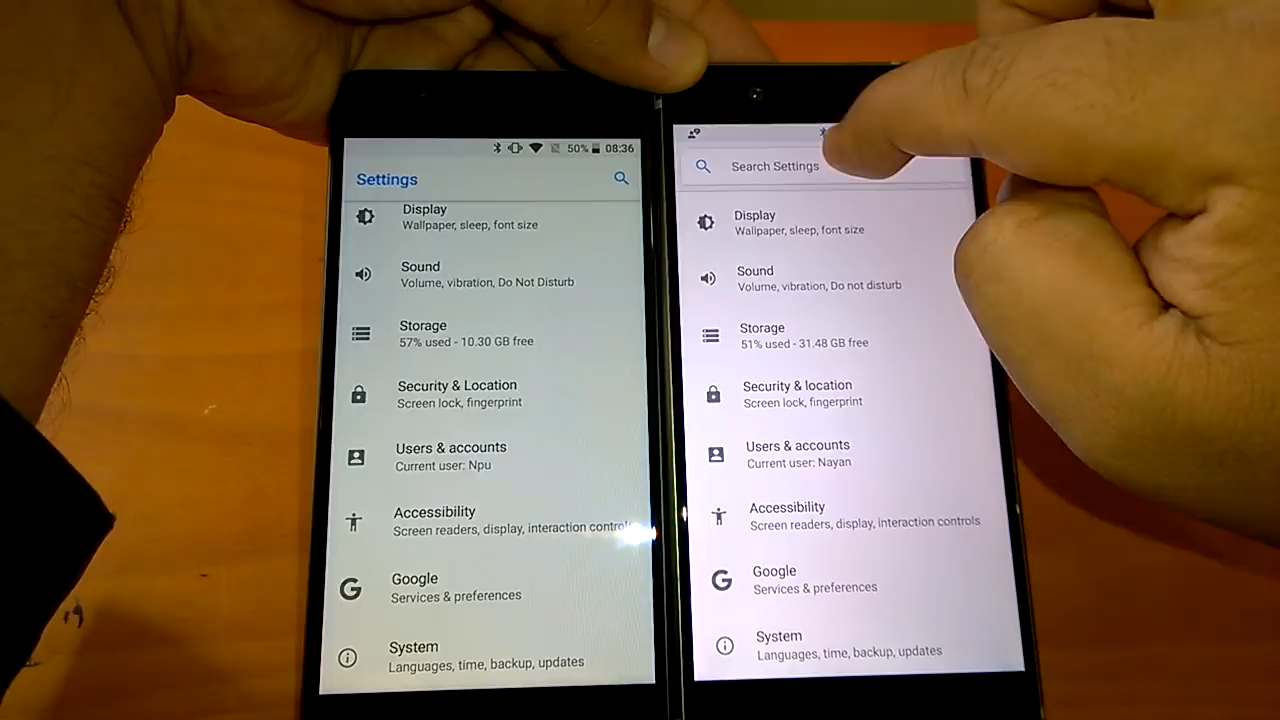 50% 08:36
Settings
Display
Wallpaper, sleep, font size
Sound
Volume, vibration, Do Not Disturb
Storage
57% used - 10.30 GB free
Security & Location
Screen lock, fingerprint
Users & accounts
Current user: Npu
Accessibility
Screen readers, display, interaction controls
Google
Services & preferences
System
Languages, time, backup, updates
Search Settings
Display
Wallpaper, sleep, font size
Sound
Volume, vibration, Do not disturb
Storage
51% used - 31.48 GB free
Security & location
Screen lock, fingerprint
Users & accounts
Current user: Nayan
Accessibility
Screen readers, display, interaction controls
Google
Services & preferences
System
Languages, time, backup, updates